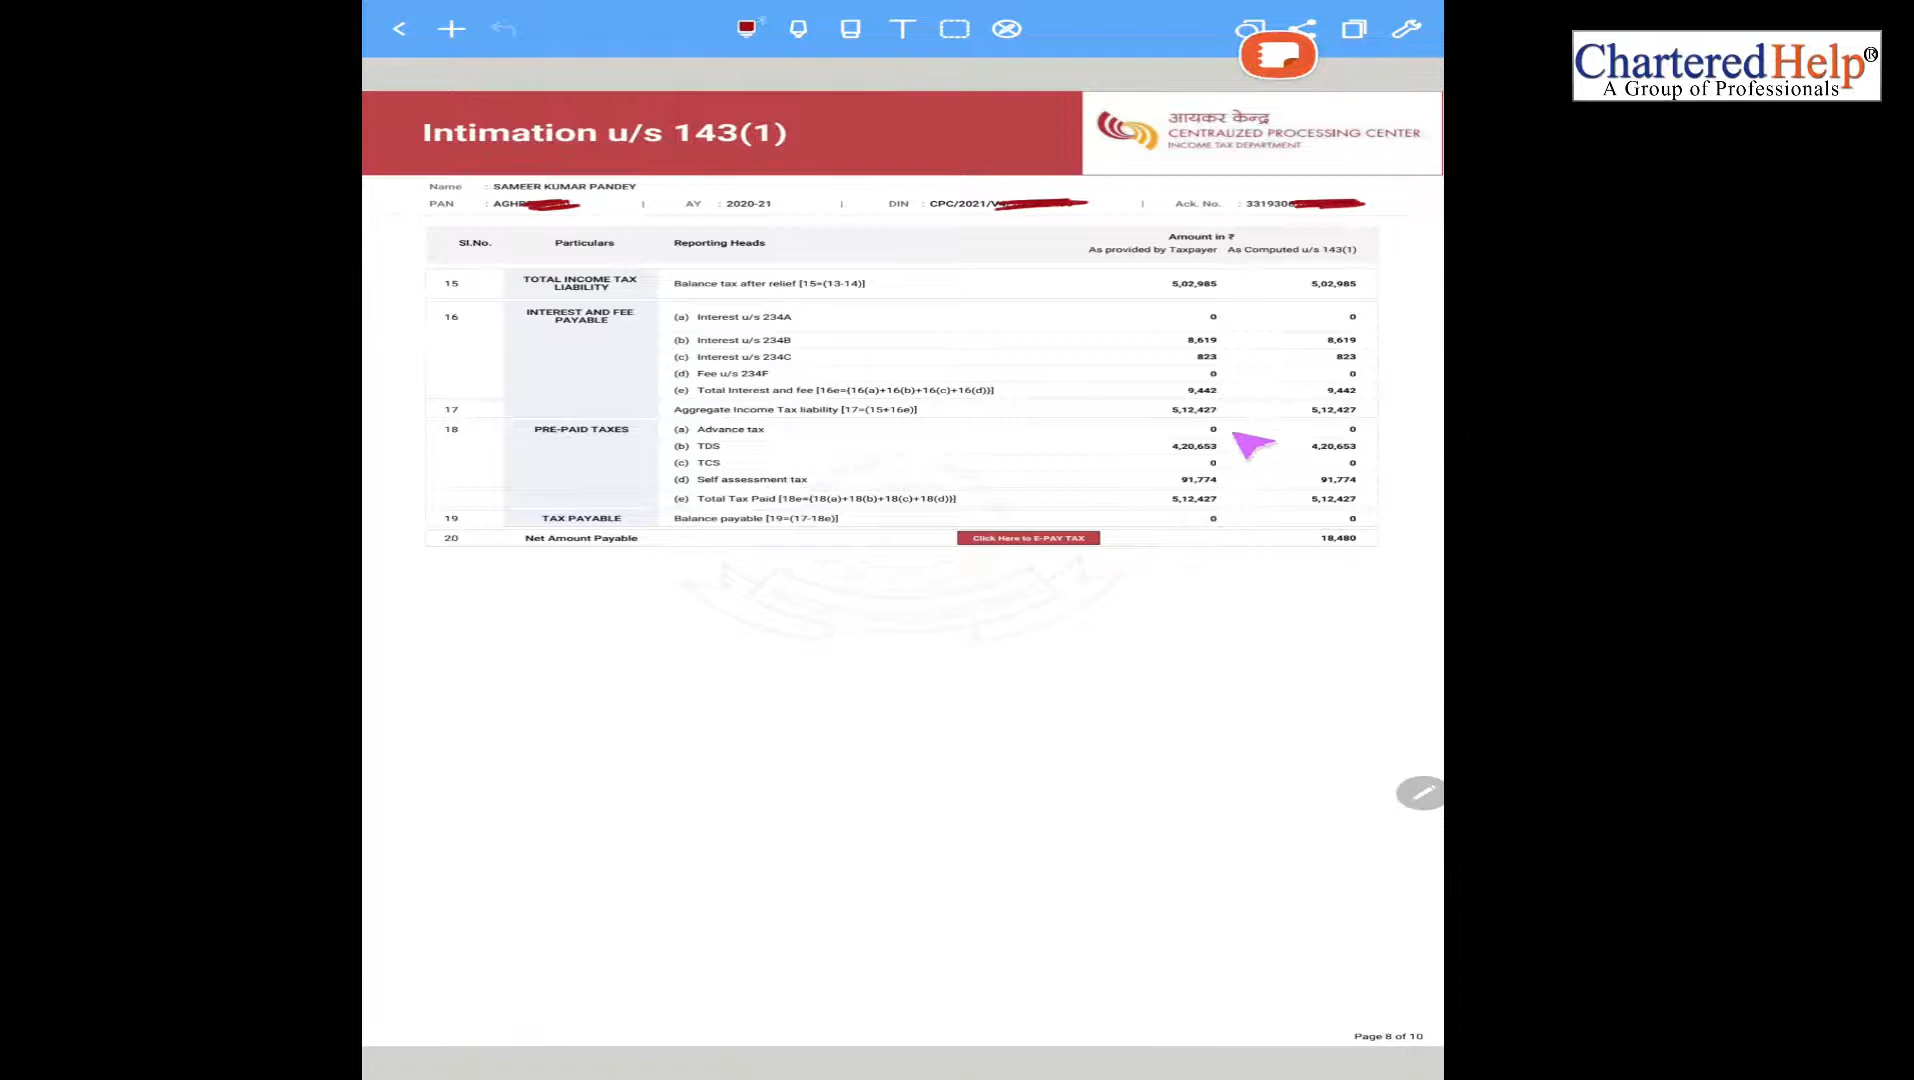 CharteredHelp®
A Group of Professionals
Intimation u/s 143(1)
आयकर केन्द्र
CENTRALIZED PROCESSING CENTER
INCOME TAX DEPARTMENT
Name : SAMEER KUMAR PANDEY
PAN : | AY : 2020-21 | DIN : CPC/2021/ | Ack. No. :
Sl.No. Particulars Reporting Heads Amount in ₹
As provided by Taxpayer As Computed u/s 143(1)
15 TOTAL INCOME TAX LIABILITY Balance tax after relief [15=(13-14)] 5,02,985 5,02,985
16 INTEREST AND FEE PAYABLE (a) Interest u/s 234A 0 0
(b) Interest u/s 234B 8,619 8,619
(c) Interest u/s 234C 823 823
(d) Fee u/s 234F 0 0
(e) Total Interest and fee [16e={16(a)+16(b)+16(c)+16(d)}] 9,442 9,442
17 Aggregate Income Tax liability [17=(15+16e)] 5,12,427 5,12,427
18 PRE-PAID TAXES (a) Advance tax 0 0
(b) TDS 4,20,653 4,20,653
(c) TCS 0 0
(d) Self assessment tax 91,774 91,774
(e) Total Tax Paid [18e={18(a)+18(b)+18(c)+18(d)}] 5,12,427 5,12,427
19 TAX PAYABLE Balance payable [19=(17-18e)] 0 0
20 Net Amount Payable Click Here to E-PAY TAX 18,480
Page 8 of 10